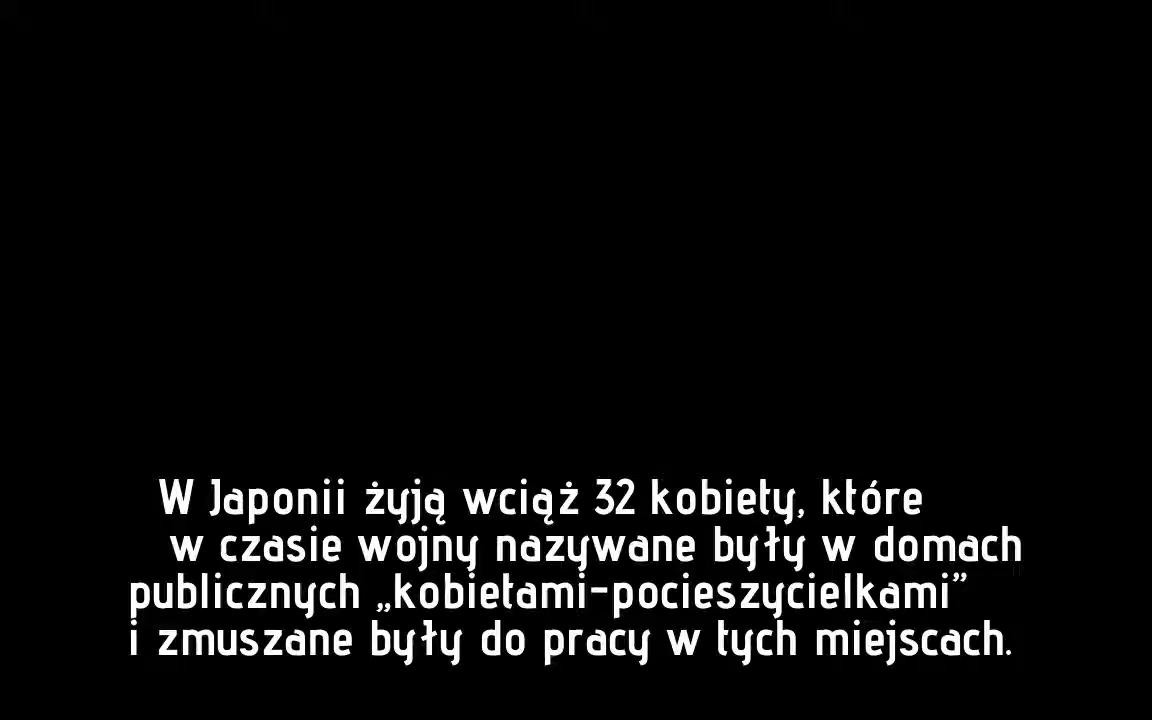 W Japonii żyją wciąż 32 kobiety, które
w czasie wojny nazywane były w domach
publicznych „kobietami-pocieszycielkami”
i zmuszane były do pracy w tych miejscach.